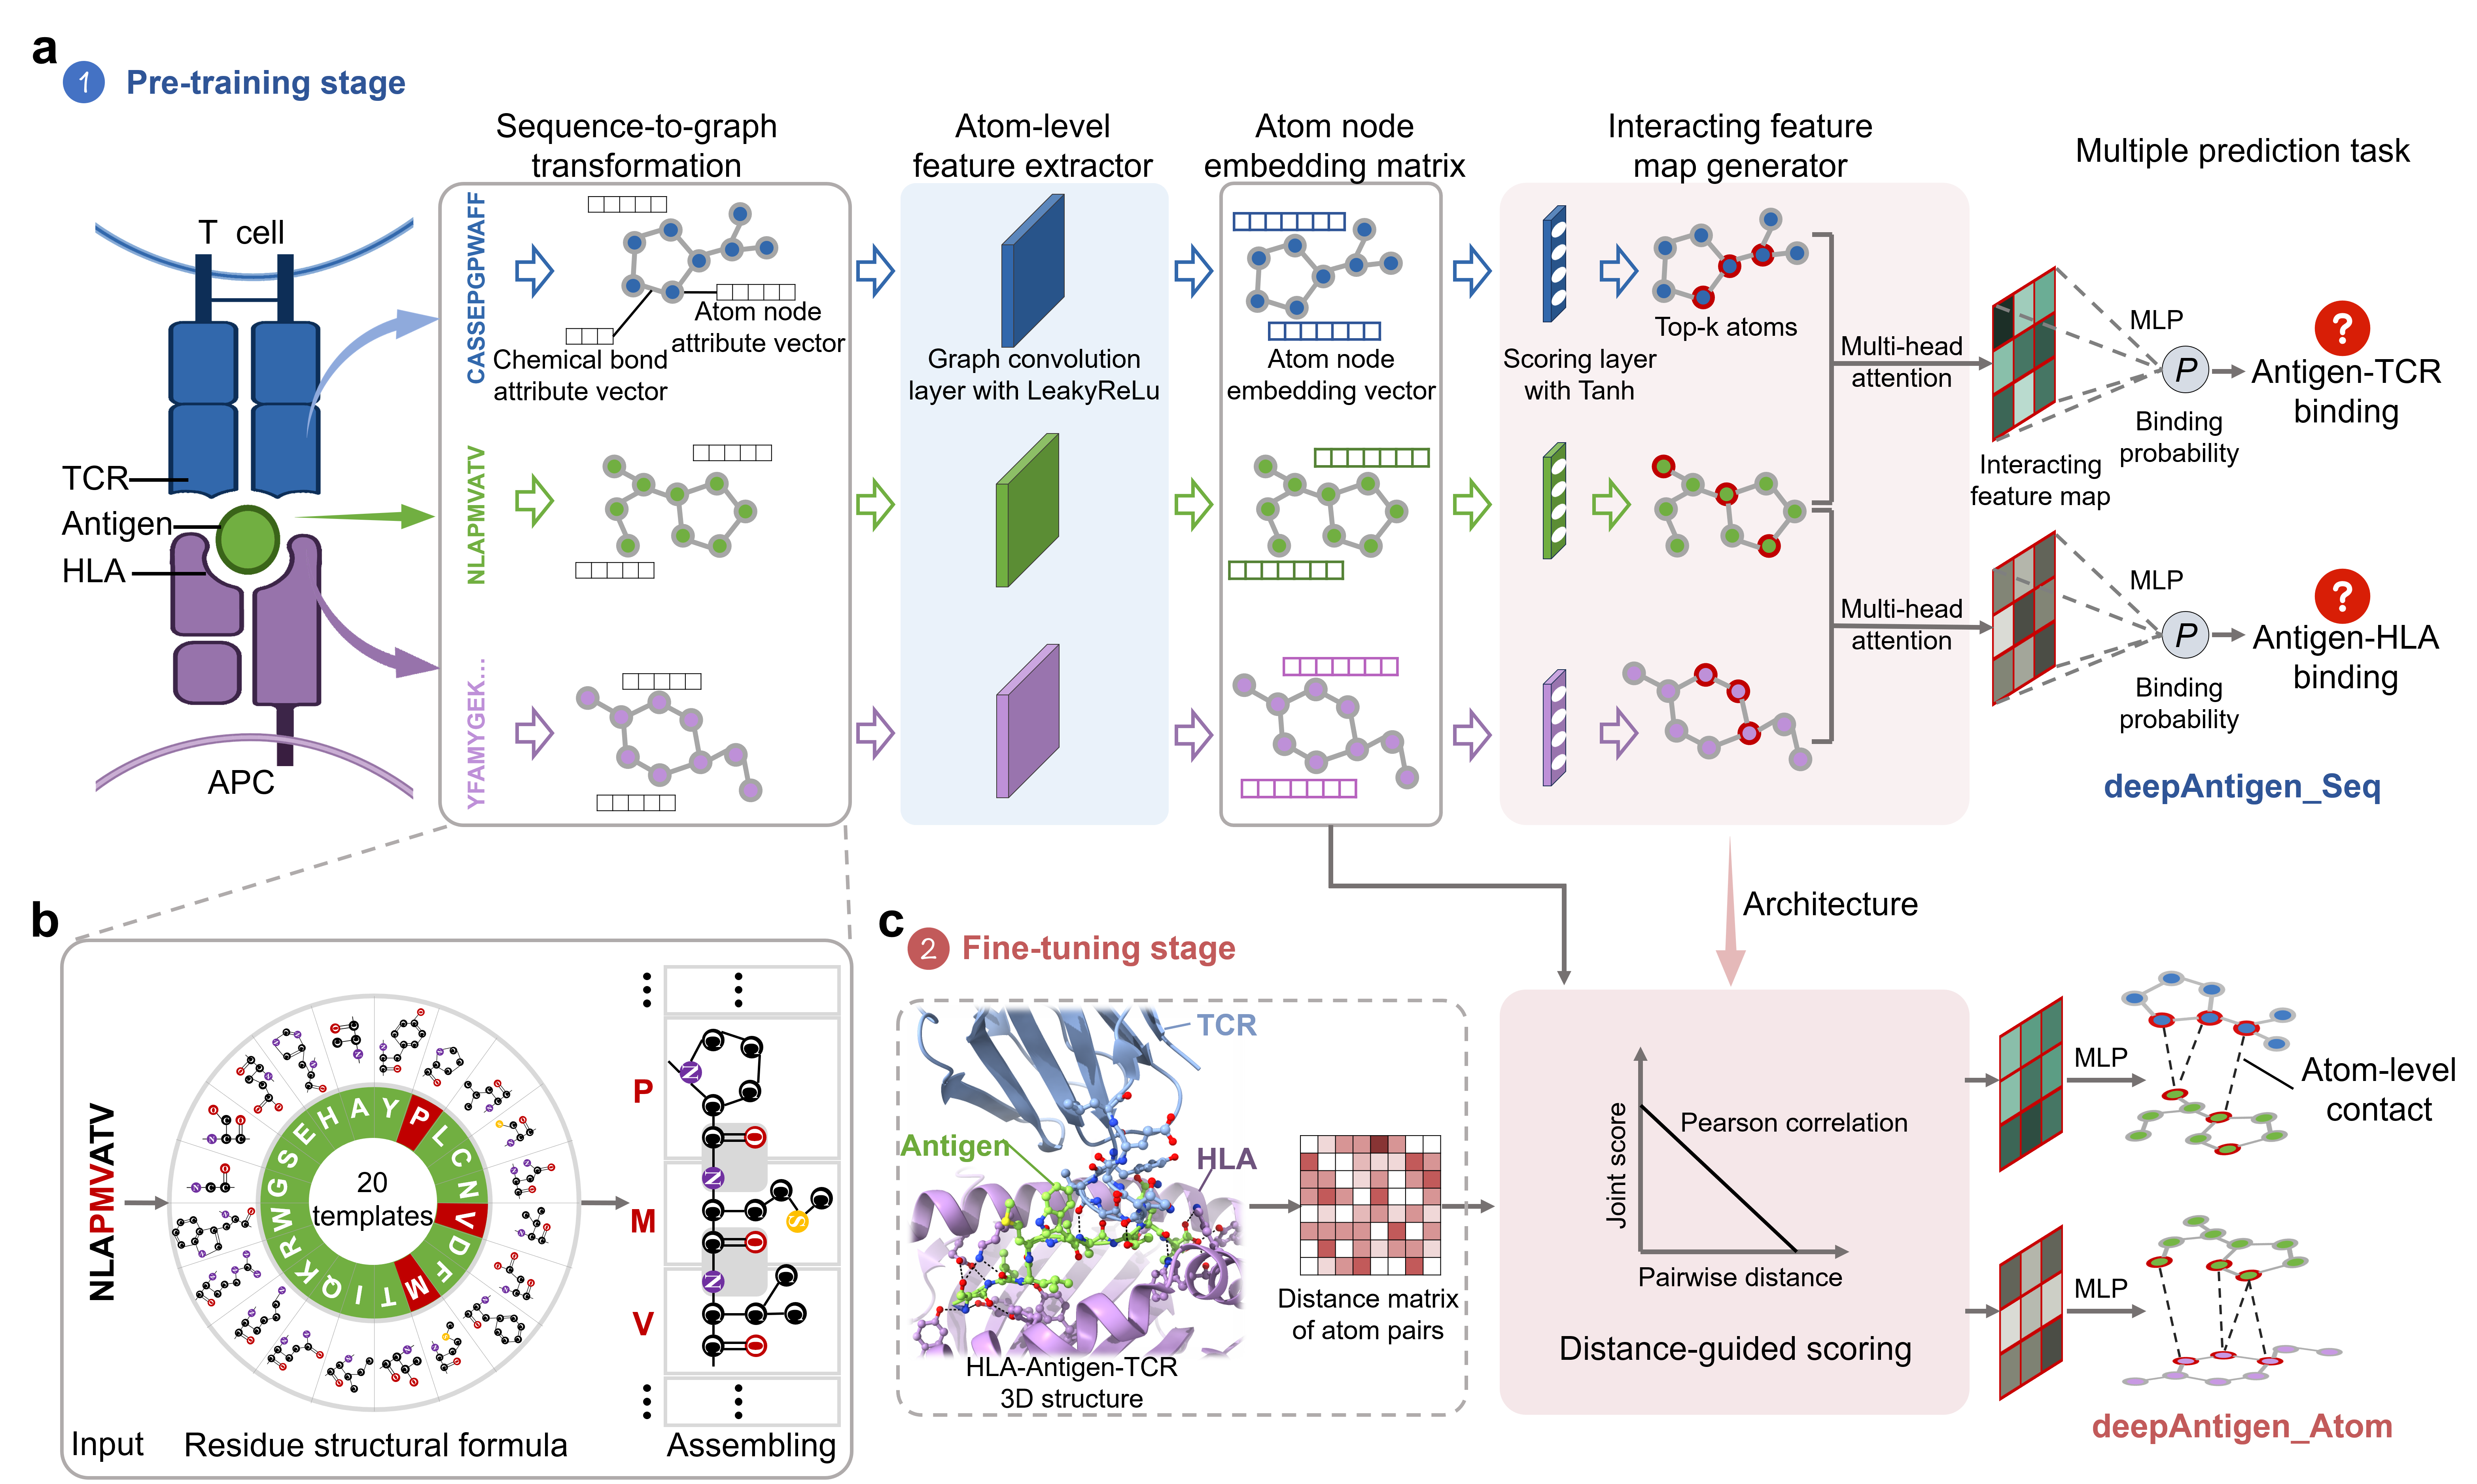 a
1 Pre-training stage
Sequence-to-graph
transformation
Atom-level
feature extractor
Atom node
embedding matrix
Interacting feature
map generator
Multiple prediction task
T cell
TCR
Antigen
HLA
APC
CASSEPGPWAFF
Atom node
attribute vector
Chemical bond
attribute vector
NLAPMVATV
YFAMYGEK...
Graph convolution
layer with LeakyReLu
Atom node
embedding vector
Scoring layer
with Tanh
Top-k atoms
Multi-head
attention
Multi-head
attention
Interacting
feature map
MLP
P
Binding
probability
?
Antigen-TCR
binding
MLP
P
Binding
probability
?
Antigen-HLA
binding
deepAntigen_Seq
Architecture
b
NLAPMVATV
20
templates
A Y P L C N V D F M T I Q K R W G S E H
P
M
V
N
O
N
O
S
N
O
Input
Residue structural formula
Assembling
c
2 Fine-tuning stage
TCR
Antigen
HLA
HLA-Antigen-TCR
3D structure
Distance matrix
of atom pairs
Joint score
Pearson correlation
Pairwise distance
Distance-guided scoring
MLP
Atom-level
contact
MLP
deepAntigen_Atom